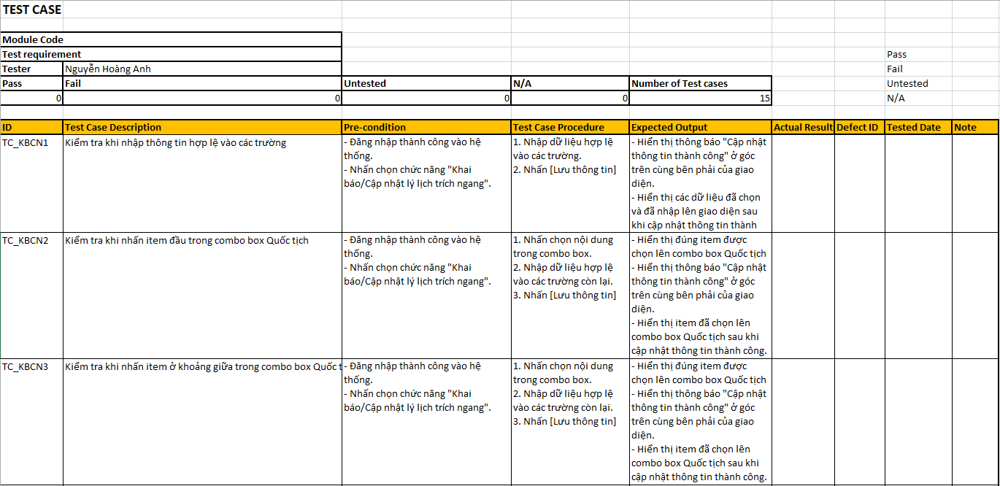 TEST CASE
Module Code
Test requirement
Pass
Tester
Nguyễn Hoàng Anh
Fail
Pass
Fail
Untested
N/A
Number of Test cases
Untested
0
0
0
0
15
N/A
ID
Test Case Description
Pre-condition
Test Case Procedure
Expected Output
Actual Result
Defect ID
Tested Date
Note
TC_KBCN1
Kiểm tra khi nhập thông tin hợp lệ vào các trường
- Đăng nhập thành công vào hệ
thống.
- Nhấn chọn chức năng "Khai
báo/Cập nhật lý lịch trích ngang".
1. Nhập dữ liệu hợp lệ
vào các trường.
2. Nhấn [Lưu thông tin]
- Hiển thị thông báo "Cập nhật
thông tin thành công" ở góc
trên cùng bên phải của giao
diện.
- Hiển thị các dữ liệu đã chọn
và đã nhập lên giao diện sau
khi cập nhật thông tin thành
TC_KBCN2
Kiểm tra khi nhấn item đầu trong combo box Quốc tịch
- Đăng nhập thành công vào hệ
thống.
- Nhấn chọn chức năng "Khai
báo/Cập nhật lý lịch trích ngang".
1. Nhấn chọn nội dung
trong combo box.
2. Nhập dữ liệu hợp lệ
vào các trường còn lại.
3. Nhấn [Lưu thông tin]
- Hiển thị đúng item được
chọn lên combo box Quốc tịch
- Hiển thị thông báo "Cập nhật
thông tin thành công" ở góc
trên cùng bên phải của giao
diện.
- Hiển thị item đã chọn lên
combo box Quốc tịch sau khi
cập nhật thông tin thành công.
TC_KBCN3
Kiểm tra khi nhấn item ở khoảng giữa trong combo box Quốc t
- Đăng nhập thành công vào hệ
thống.
- Nhấn chọn chức năng "Khai
báo/Cập nhật lý lịch trích ngang".
1. Nhấn chọn nội dung
trong combo box.
2. Nhập dữ liệu hợp lệ
vào các trường còn lại.
3. Nhấn [Lưu thông tin]
- Hiển thị đúng item được
chọn lên combo box Quốc tịch
- Hiển thị thông báo "Cập nhật
thông tin thành công" ở góc
trên cùng bên phải của giao
diện.
- Hiển thị item đã chọn lên
combo box Quốc tịch sau khi
cập nhật thông tin thành công.